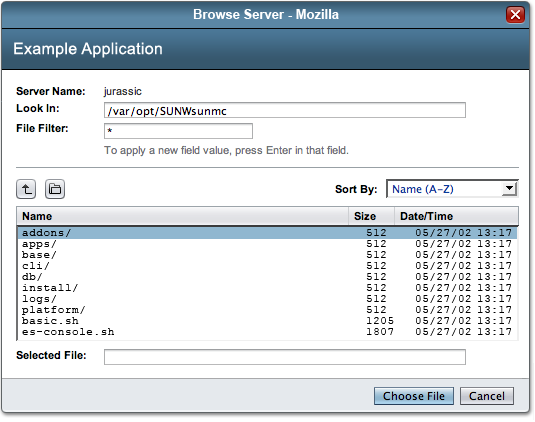 Browse Server - Mozilla
Example Application
Server Name: jurassic
Look In: /var/opt/SUNWsunmc
File Filter: *
To apply a new field value, press Enter in that field.
Sort By: Name (A-Z)
Name Size Date/Time
addons/ 512 05/27/02 13:17
apps/ 512 05/27/02 13:17
base/ 512 05/27/02 13:17
cli/ 512 05/27/02 13:17
db/ 512 05/27/02 13:17
install/ 512 05/27/02 13:17
logs/ 512 05/27/02 13:17
platform/ 512 05/27/02 13:17
basic.sh 1205 05/27/02 13:17
es-console.sh 1807 05/27/02 13:17
Selected File:
Choose File Cancel